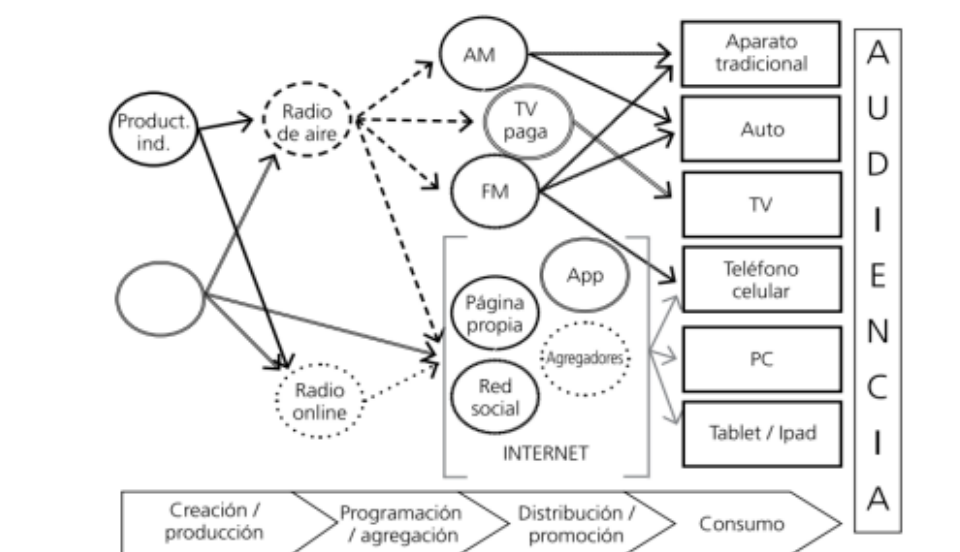 Product.
ind.
Radio
de aire
Radio
online
AM
TV
paga
FM
App
Página
propia
Agregadores
Red
social
INTERNET
Aparato
tradicional
Auto
TV
Teléfono
celular
PC
Tablet / Ipad
A
U
D
I
E
N
C
I
A
Creación /
producción
Programación
/ agregación
Distribución /
promoción
Consumo